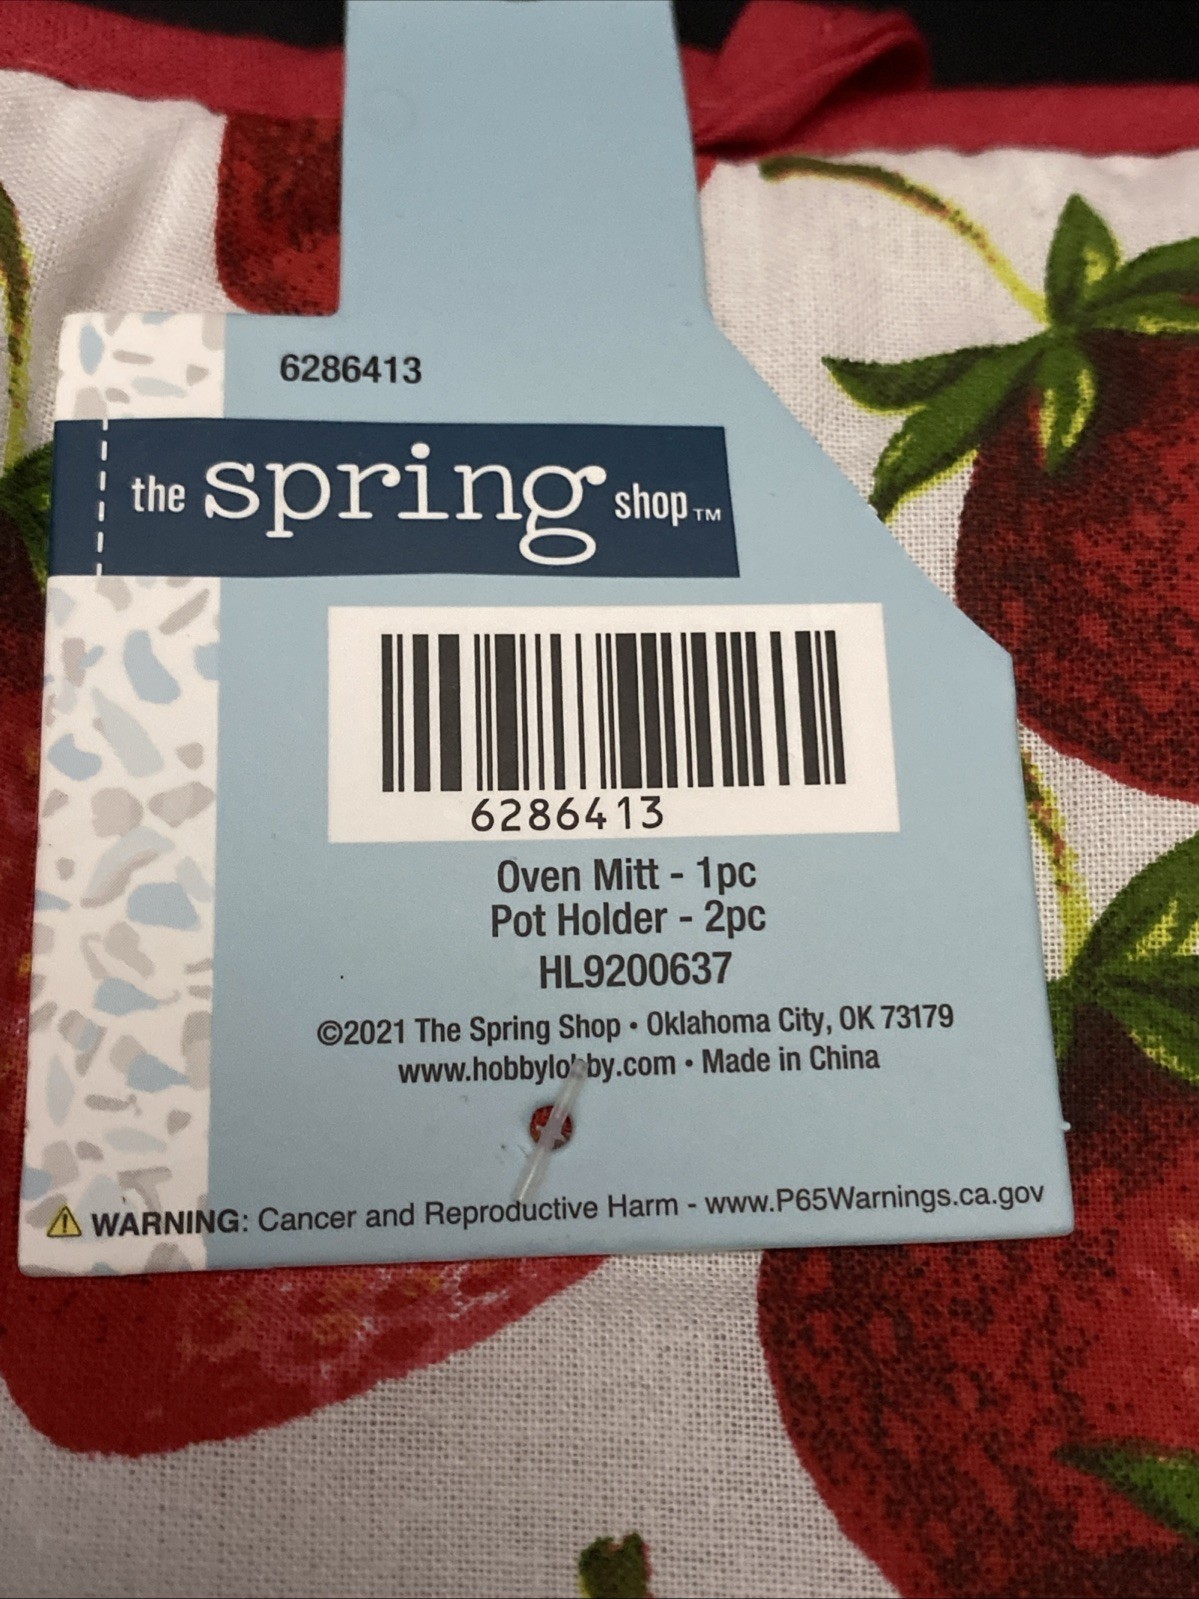 6286413
the spring shop™
6286413
Oven Mitt - 1pc
Pot Holder - 2pc
HL9200637
©2021 The Spring Shop • Oklahoma City, OK 73179
www.hobbylobby.com • Made in China
⚠ WARNING: Cancer and Reproductive Harm - www.P65Warnings.ca.gov